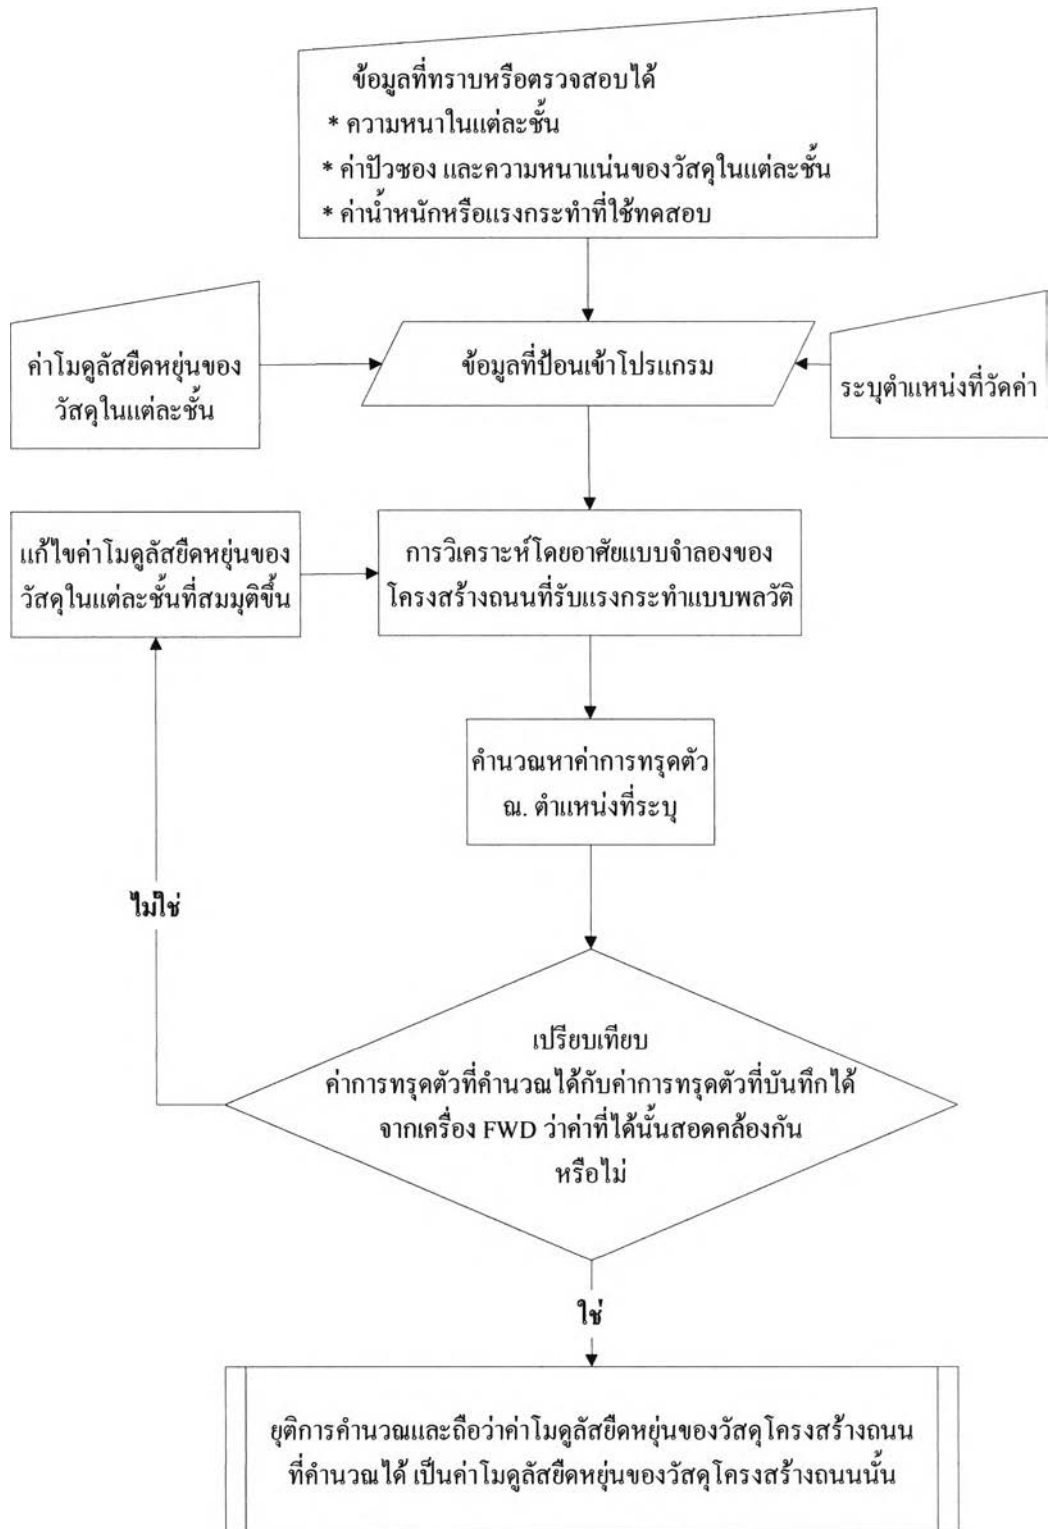 ข้อมูลที่ทราบหรือตรวจสอบได้
* ความหนาในแต่ละชั้น
* ค่าปัวซอง และความหนาแน่นของวัสดุในแต่ละชั้น
* ค่าน้ำหนักหรือแรงกระทำที่ใช้ทดสอบ
ค่าโมดูลัสยืดหยุ่นของ
วัสดุในแต่ละชั้น
ข้อมูลที่ป้อนเข้าโปรแกรม
ระบุตำแหน่งที่วัดค่า
แก้ไขค่าโมดูลัสยืดหยุ่นของ
วัสดุในแต่ละชั้นที่สมมุติขึ้น
การวิเคราะห์โดยอาศัยแบบจำลองของ
โครงสร้างถนนที่รับแรงกระทำแบบพลวัติ
คำนวณหาค่าการทรุดตัว
ณ. ตำแหน่งที่ระบุ
ไม่ใช่
เปรียบเทียบ
ค่าการทรุดตัวที่คำนวณได้กับค่าการทรุดตัวที่บันทึกได้
จากเครื่อง FWD ว่าค่าที่ได้นั้นสอดคล้องกัน
หรือไม่
ใช่
ยุติการคำนวณและถือว่าค่าโมดูลัสยืดหยุ่นของวัสดุโครงสร้างถนน
ที่คำนวณได้ เป็นค่าโมดูลัสยืดหยุ่นของวัสดุโครงสร้างถนนนั้น